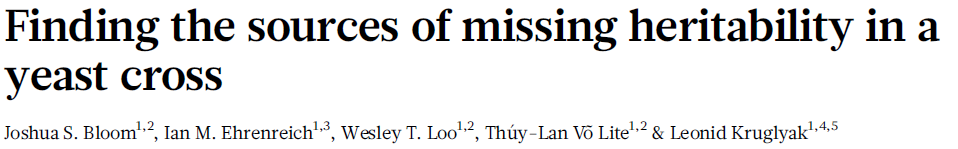 Finding the sources of missing heritability in a
yeast cross
Joshua S. Bloom1,2, Ian M. Ehrenreich1,3, Wesley T. Loo1,2, Thúy-Lan Võ Lite1,2 & Leonid Kruglyak1,4,5